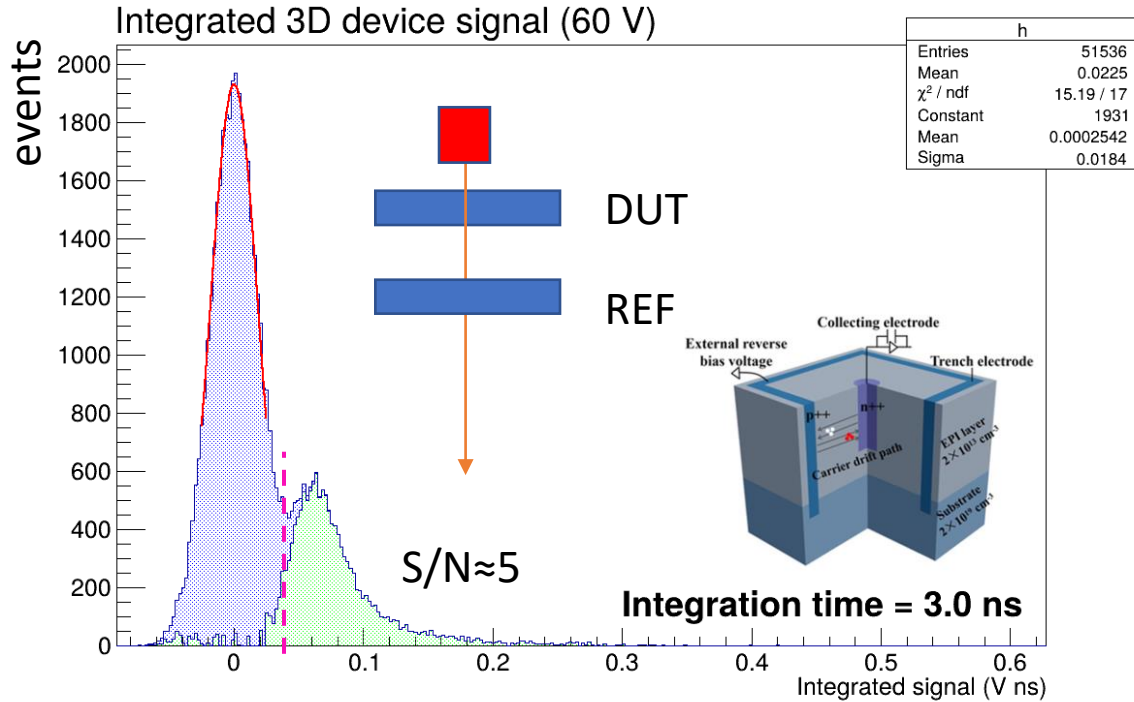 Integrated 3D device signal (60 V)
events
2000
1800
1600
1400
1200
1000
800
600
400
200
0
0
0.1
0.2
0.3
0.4
0.5
0.6
Integrated signal (V ns)
h
Entries 51536
Mean 0.0225
χ² / ndf 15.19 / 17
Constant 1931
Mean 0.0002542
Sigma 0.0184
DUT
REF
S/N≈5
Collecting electrode
External reverse
bias voltage
Trench electrode
p++
n++
Carrier drift path
EPI layer
2×10¹³ cm⁻³
Substrate
Integration time = 3.0 ns